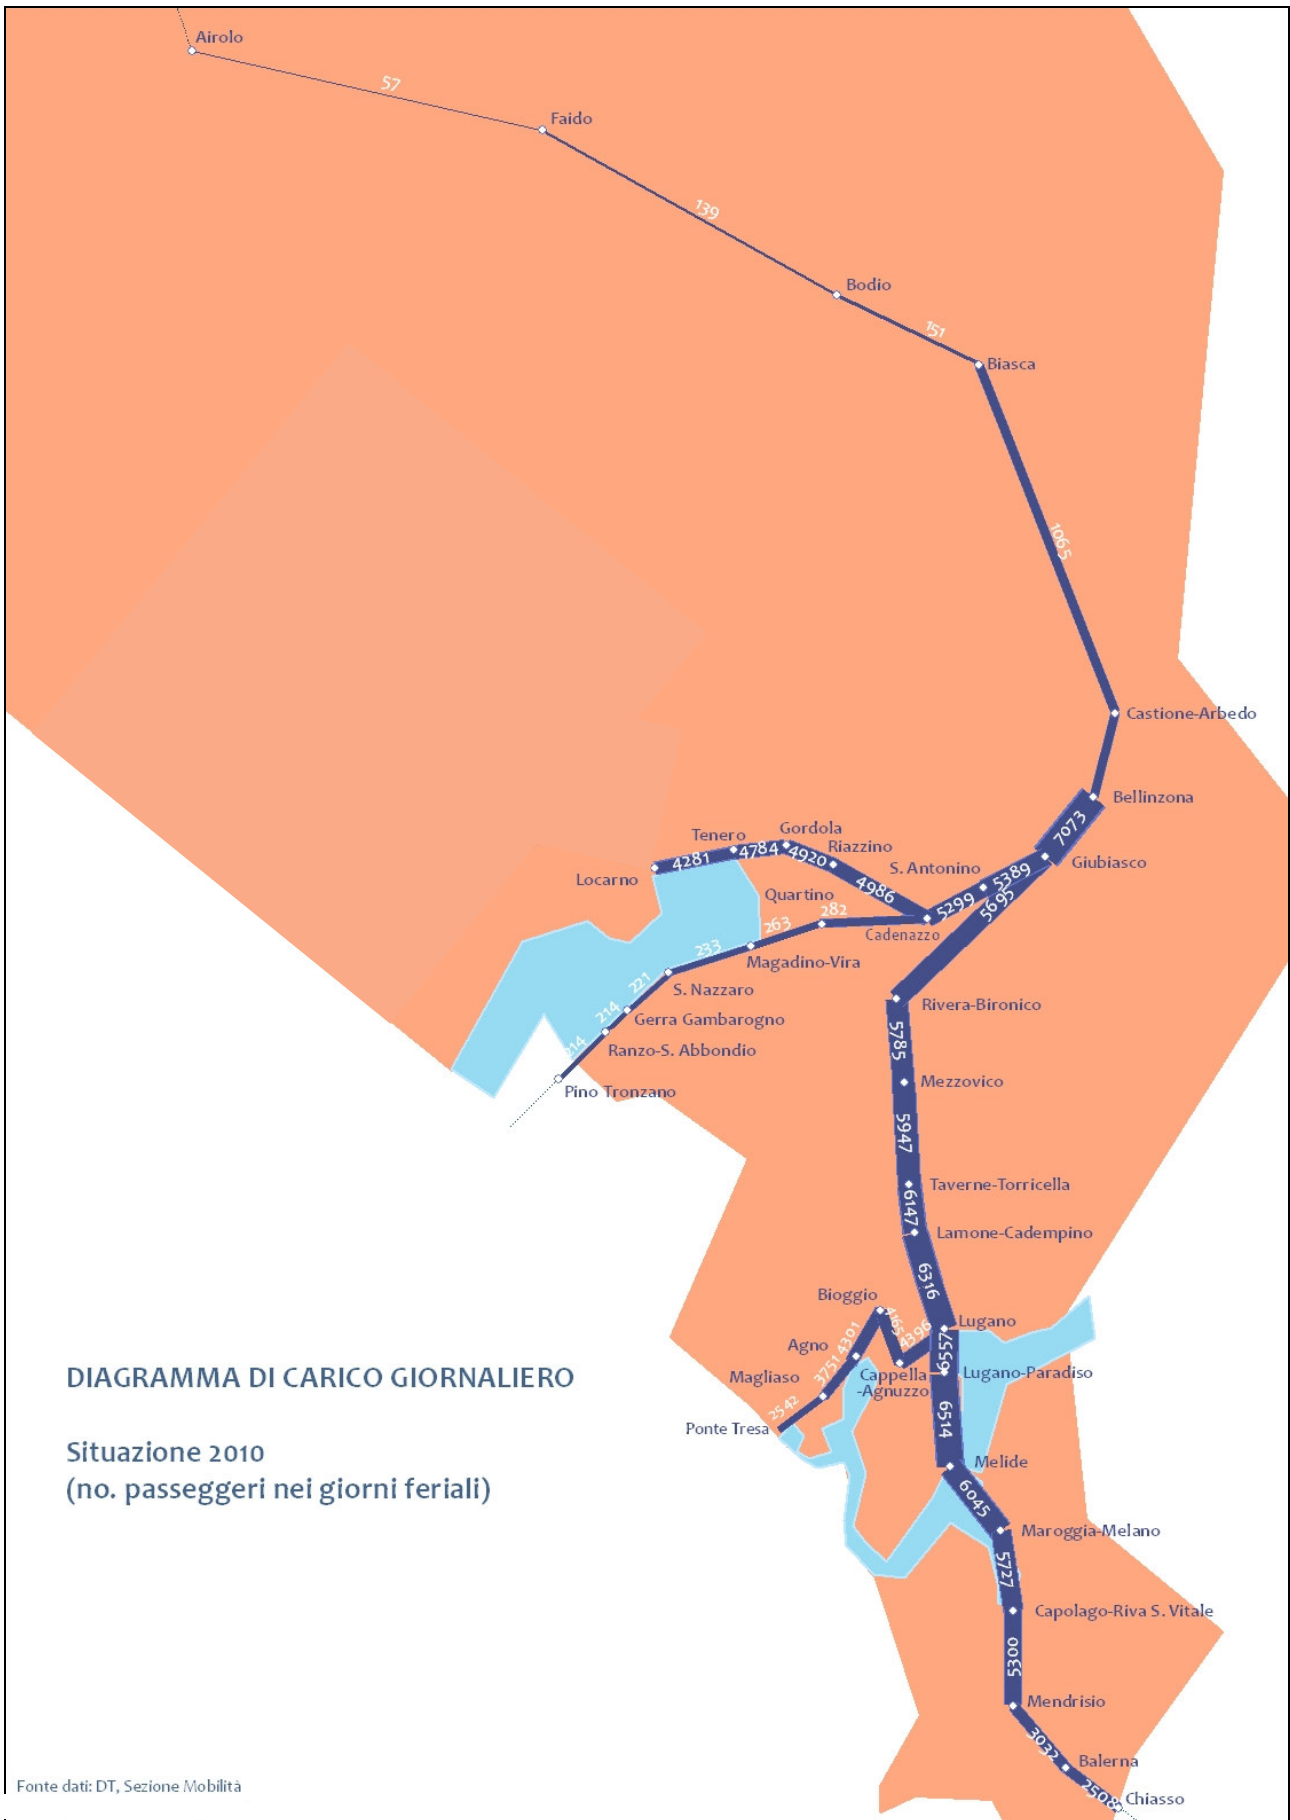 Airolo
57
Faido
139
Bodio
151
Biasca
1065
Castione-Arbedo
Bellinzona
7073
Giubiasco
Gordola
Tenero
Riazzino
4281
4784
4920
4986
Locarno
S. Antonino
5389
5299
5695
Quartino
282
263
Cadenazzo
233
Magadino-Vira
221
S. Nazzaro
214
Gerra Gambarogno
214
Ranzo-S. Abbondio
Pino Tronzano
Rivera-Bironico
5785
Mezzovico
5947
Taverne-Torricella
6147
Lamone-Cadempino
6316
Bioggio
4165
4396
Lugano
4301
Agno
6557
3751
Magliaso
Cappella
-Agnuzzo
Lugano-Paradiso
2542
Ponte Tresa
6514
Melide
6045
Maroggia-Melano
5727
Capolago-Riva S. Vitale
5300
Mendrisio
3032
Balerna
2508
Chiasso
DIAGRAMMA DI CARICO GIORNALIERO
Situazione 2010
(no. passeggeri nei giorni feriali)
Fonte dati: DT, Sezione Mobilità